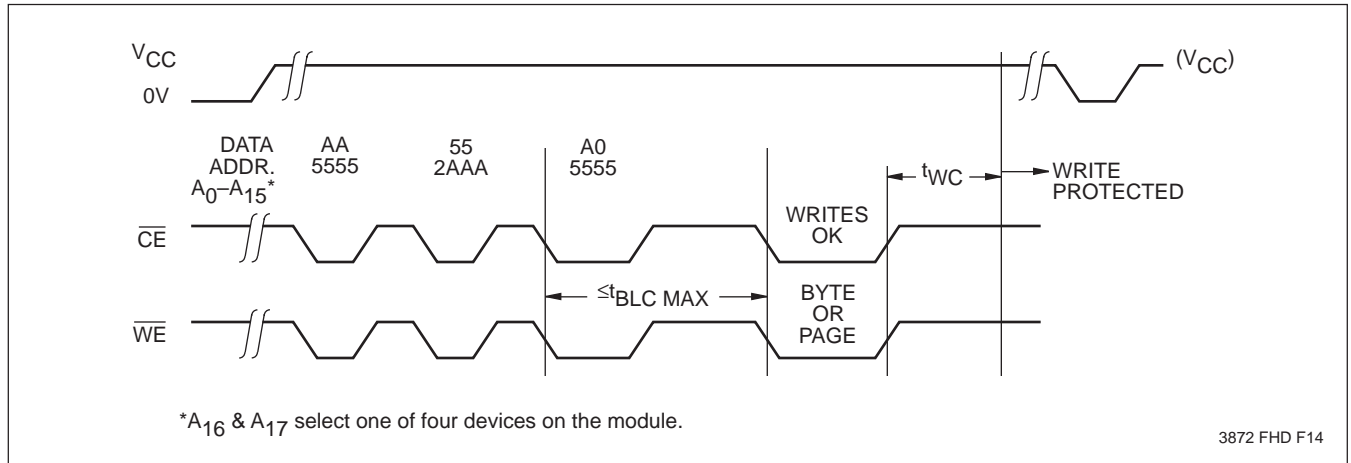 VCC
0V
(VCC)
DATA AA 55 A0
ADDR. 5555 2AAA 5555
A0–A15*
tWC
WRITE
PROTECTED
CE
WRITES
OK
≤tBLC MAX
BYTE
OR
PAGE
WE
*A16 & A17 select one of four devices on the module.
3872 FHD F14